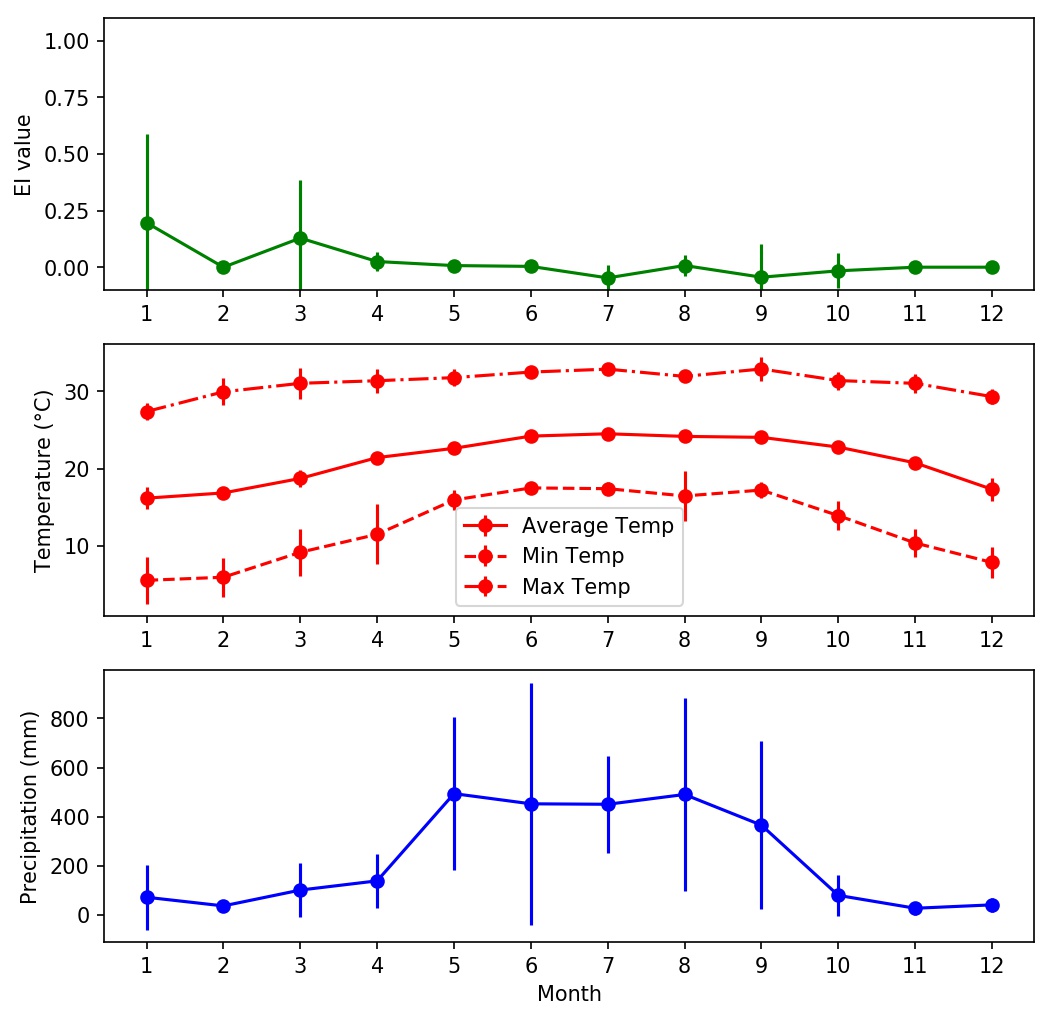 EI value
1.00
0.75
0.50
0.25
0.00
1 2 3 4 5 6 7 8 9 10 11 12
Temperature (°C)
30
20
10
Average Temp
Min Temp
Max Temp
1 2 3 4 5 6 7 8 9 10 11 12
Precipitation (mm)
800
600
400
200
0
1 2 3 4 5 6 7 8 9 10 11 12
Month